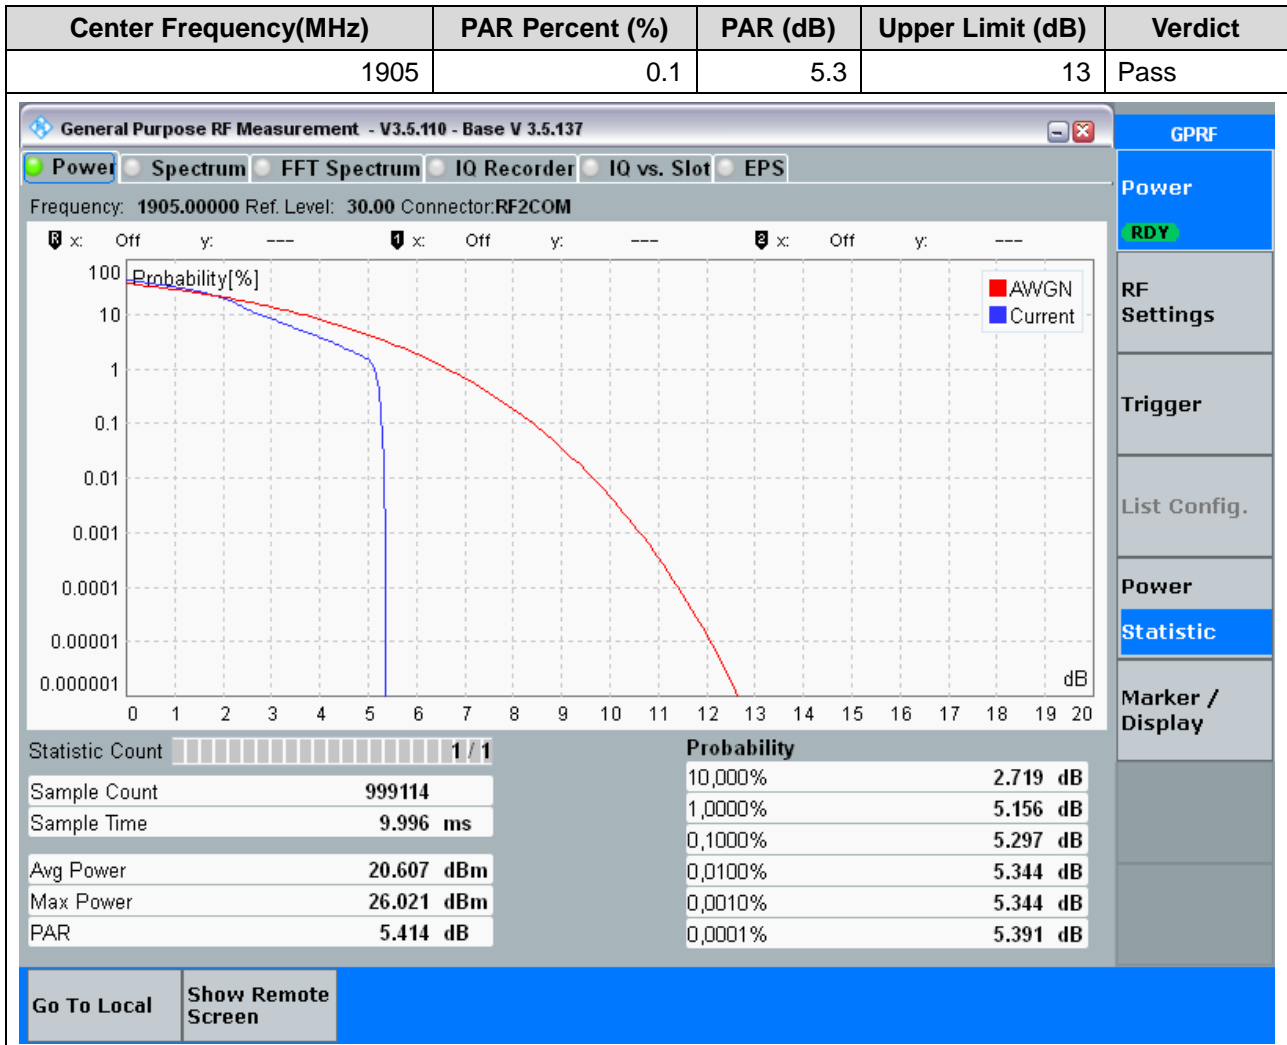 Center Frequency(MHz) PAR Percent (%) PAR (dB) Upper Limit (dB) Verdict
1905 0.1 5.3 13 Pass
General Purpose RF Measurement - V3.5.110 - Base V 3.5.137
GPRF
Power Spectrum FFT Spectrum IQ Recorder IQ vs. Slot EPS
Power
RDY
Frequency: 1905.00000 Ref. Level: 30.00 Connector:RF2COM
R x: Off y: --- 1 x: Off y: --- 2 x: Off y: ---
Probability[%]
AWGN
Current
100
10
1
0.1
0.01
0.001
0.0001
0.00001
0.000001
dB
0 1 2 3 4 5 6 7 8 9 10 11 12 13 14 15 16 17 18 19 20
RF
Settings
Trigger
List Config.
Power
Statistic
Marker /
Display
Statistic Count 1 / 1
Sample Count 999114
Sample Time 9.996 ms
Avg Power 20.607 dBm
Max Power 26.021 dBm
PAR 5.414 dB
Probability
10,000% 2.719 dB
1,0000% 5.156 dB
0,1000% 5.297 dB
0,0100% 5.344 dB
0,0010% 5.344 dB
0,0001% 5.391 dB
Go To Local
Show Remote
Screen